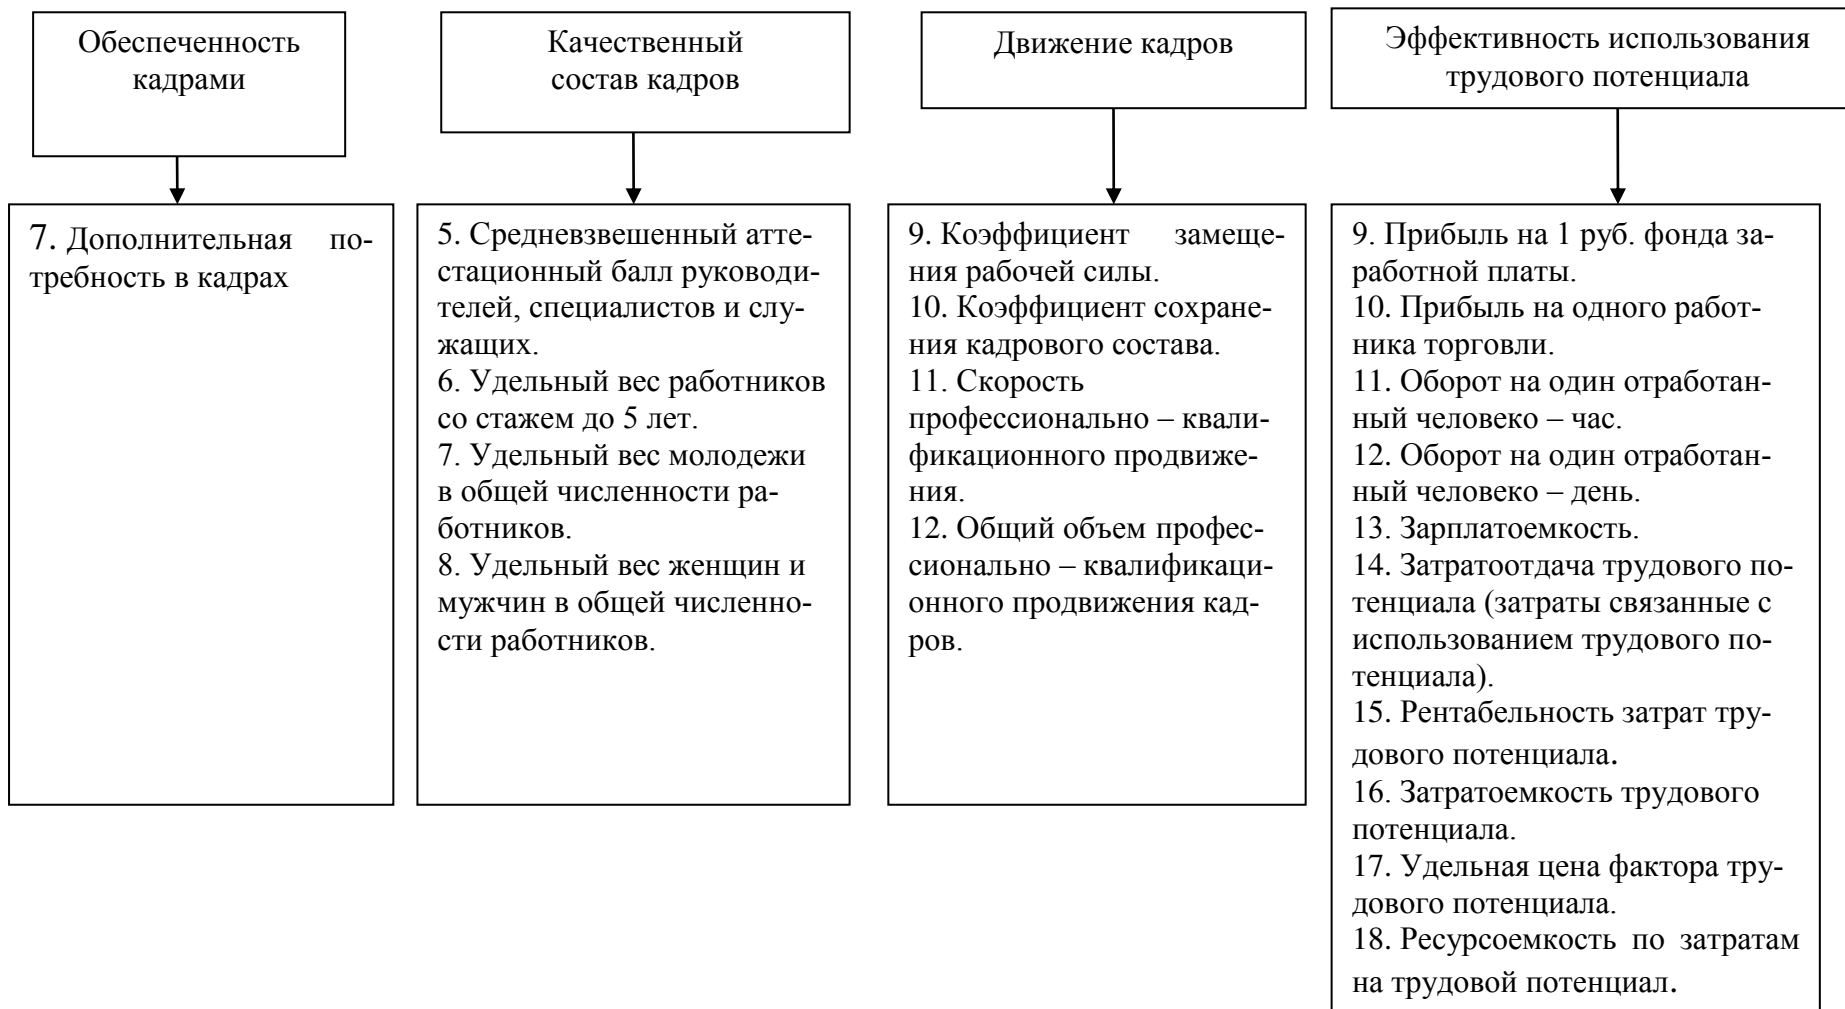 Обеспеченность
кадрами
Качественный
состав кадров
Движение кадров
Эффективность использования
трудового потенциала
7. Дополнительная по-
требность в кадрах
5. Средневзвешенный атте-
стационный балл руководи-
телей, специалистов и слу-
жащих.
6. Удельный вес работников
со стажем до 5 лет.
7. Удельный вес молодежи
в общей численности ра-
ботников.
8. Удельный вес женщин и
мужчин в общей численно-
сти работников.
9. Коэффициент замеще-
ния рабочей силы.
10. Коэффициент сохране-
ния кадрового состава.
11. Скорость
профессионально – квали-
фикационного продвиже-
ния.
12. Общий объем профес-
сионально – квалификаци-
онного продвижения кад-
ров.
9. Прибыль на 1 руб. фонда за-
работной платы.
10. Прибыль на одного работ-
ника торговли.
11. Оборот на один отработан-
ный человеко – час.
12. Оборот на один отработан-
ный человеко – день.
13. Зарплатоемкость.
14. Затратоотдача трудового по-
тенциала (затраты связанные с
использованием трудового по-
тенциала).
15. Рентабельность затрат тру-
дового потенциала.
16. Затратоемкость трудового
потенциала.
17. Удельная цена фактора тру-
дового потенциала.
18. Ресурсоемкость по затратам
на трудовой потенциал.